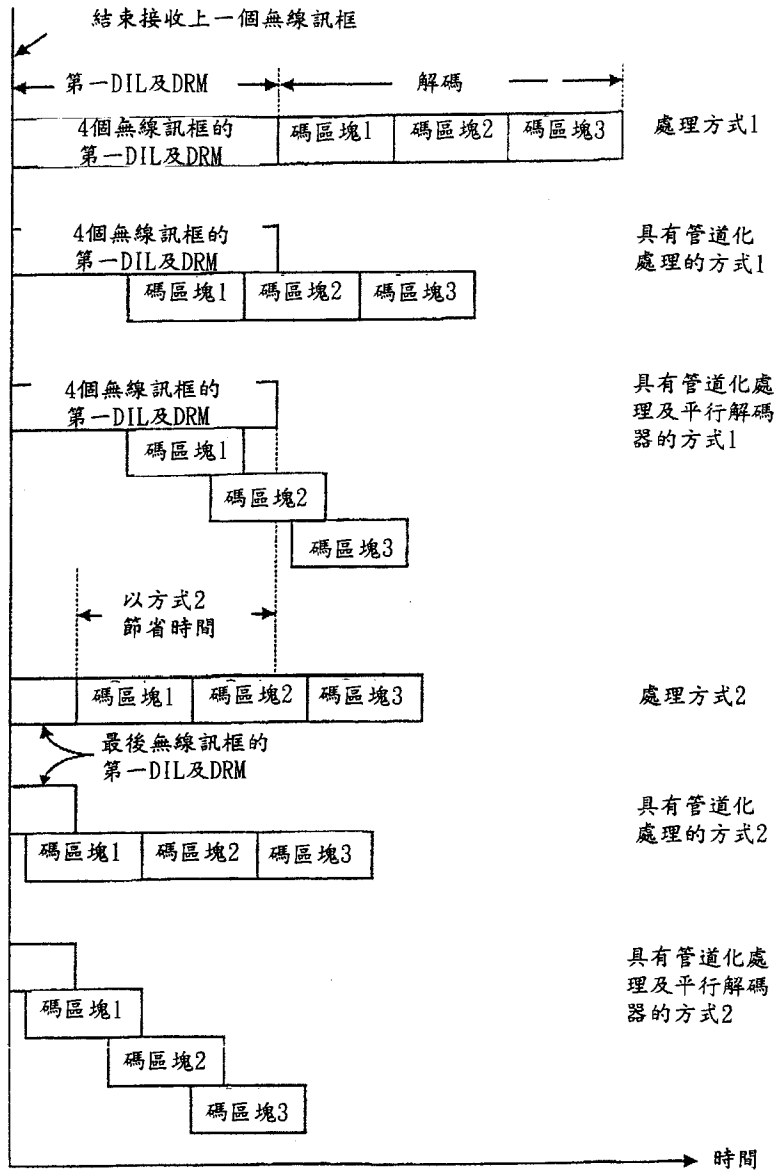 結束接收上一個無線訊框
第一DIL及DRM
解碼
4個無線訊框的
第一DIL及DRM
碼區塊1
碼區塊2
碼區塊3
處理方式1
4個無線訊框的
第一DIL及DRM
碼區塊1
碼區塊2
碼區塊3
具有管道化
處理的方式1
4個無線訊框的
第一DIL及DRM
碼區塊1
碼區塊2
碼區塊3
具有管道化處
理及平行解碼
器的方式1
以方式2
節省時間
碼區塊1
碼區塊2
碼區塊3
處理方式2
最後無線訊框的
第一DIL及DRM
碼區塊1
碼區塊2
碼區塊3
具有管道化
處理的方式2
碼區塊1
碼區塊2
碼區塊3
具有管道化處
理及平行解碼
器的方式2
時間